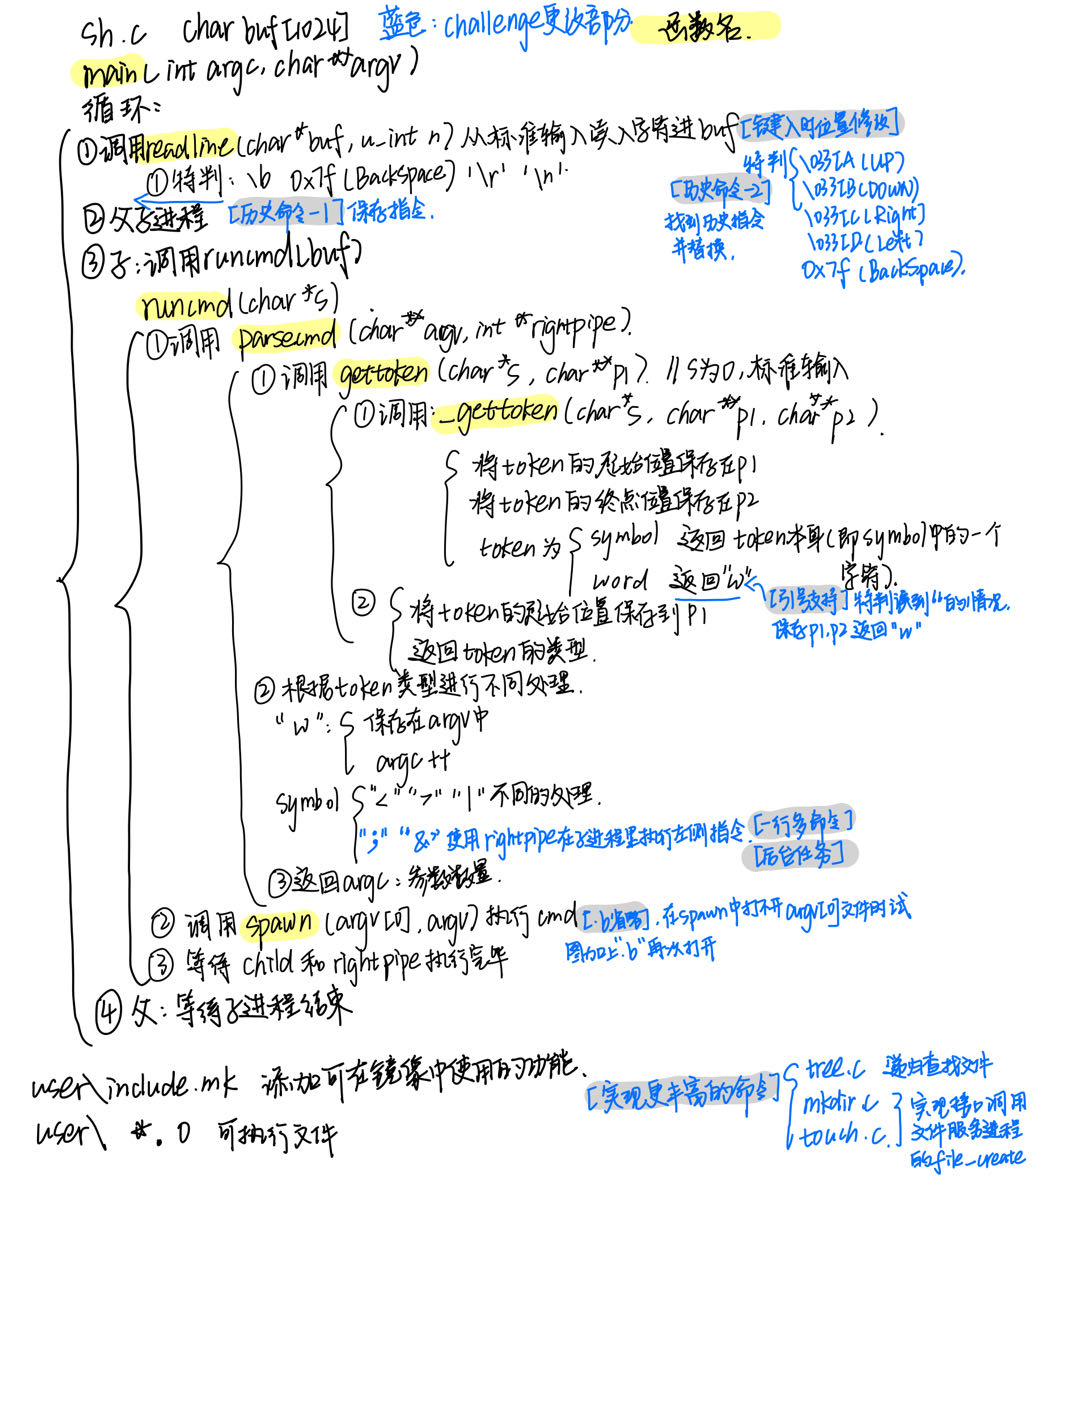 sh.c char buf[1024] 蓝色:challenge更改部分. 函数名.
main(int argc, char **argv)
循环:
①调用readline(char *buf, u_int n) 从标准输入读入字符进buf [键入时位置修改]
①特判: \b 0x7f (BackSpace) '\r' '\n'.
特判 \033[A (UP)
\033[B (DOWN)
\033[C (Right)
\033[D (Left)
0x7f (BackSpace).
[历史命令-2]
找到历史指令
并替换.
②父子进程 [历史命令-1] 保存指令.
③子:调用runcmd(buf)
runcmd(char *s)
①调用 parsecmd (char **argv, int *rightpipe).
①调用 gettoken (char *s, char **p1). // s为0,标准输入
①调用:_gettoken (char *s, char **p1, char **p2).
将token的起始位置保存在p1
将token的终点位置保存在p2
token为 symbol 返回 token本身(即symbol中的一个
字符).
word 返回"w"
[引号支持] 特判读到“的情况.
保存p1,p2 返回"w"
② 将token的起始位置保存到p1
返回token的类型.
②根据token类型进行不同处理.
"w": 保存在argv中
argc++
symbol "<" ">" "|" 不同的处理.
";" "&" 使用rightpipe在子进程里执行左侧指令. [一行多命令]
[后台任务]
③返回argc: 参数数量.
② 调用 spawn (argv[0], argv) 执行 cmd [.b省略], 在spawn中打开argv[0]文件时试
图加上".b"再次打开
③ 等待 child 和 rightpipe 执行完毕
④ 父:等待子进程结束
user\include.mk 添加可在镜像中使用的功能.
user\ *.o 可执行文件
[实现更丰富的命令] tree.c 递归查找文件
mkdir.c
touch.c
实现接口调用
文件服务进程
的file_create